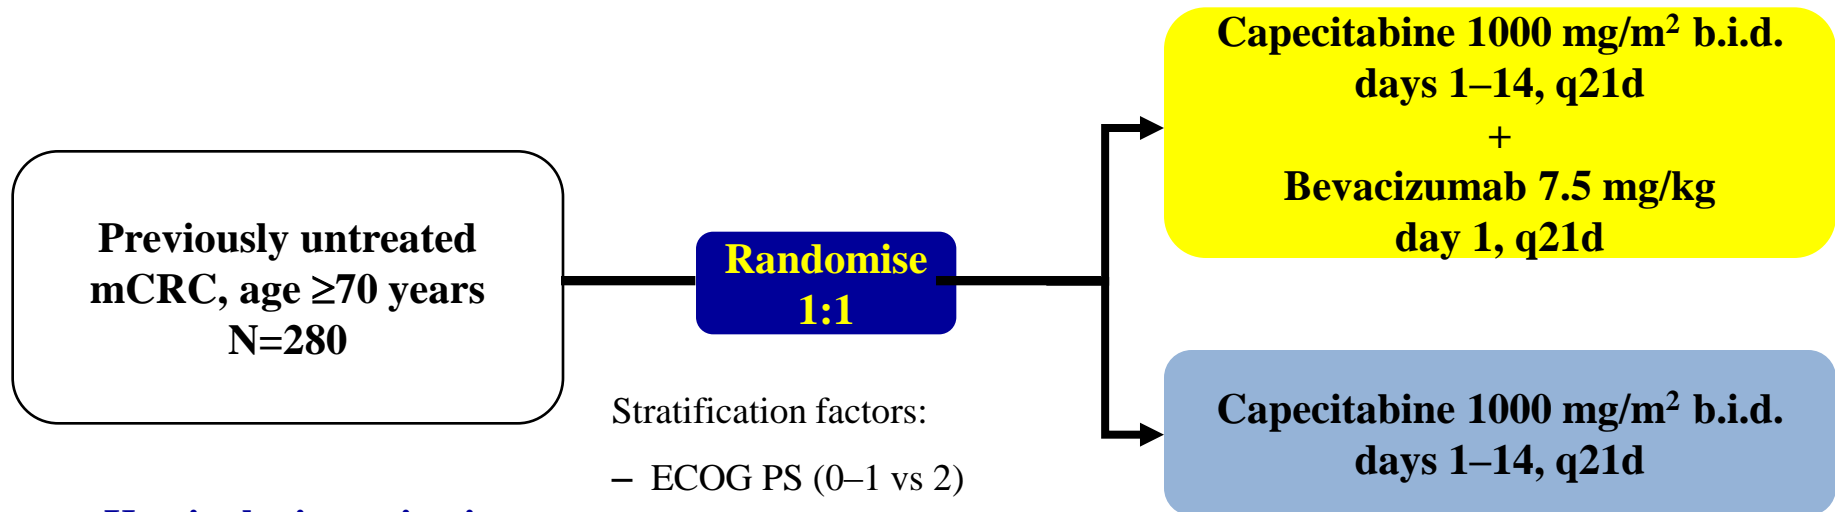 Previously untreated
mCRC, age ≥70 years
N=280
Randomise
1:1
Stratification factors:
– ECOG PS (0–1 vs 2)
Capecitabine 1000 mg/m² b.i.d.
days 1–14, q21d
+
Bevacizumab 7.5 mg/kg
day 1, q21d
Capecitabine 1000 mg/m² b.i.d.
days 1–14, q21d